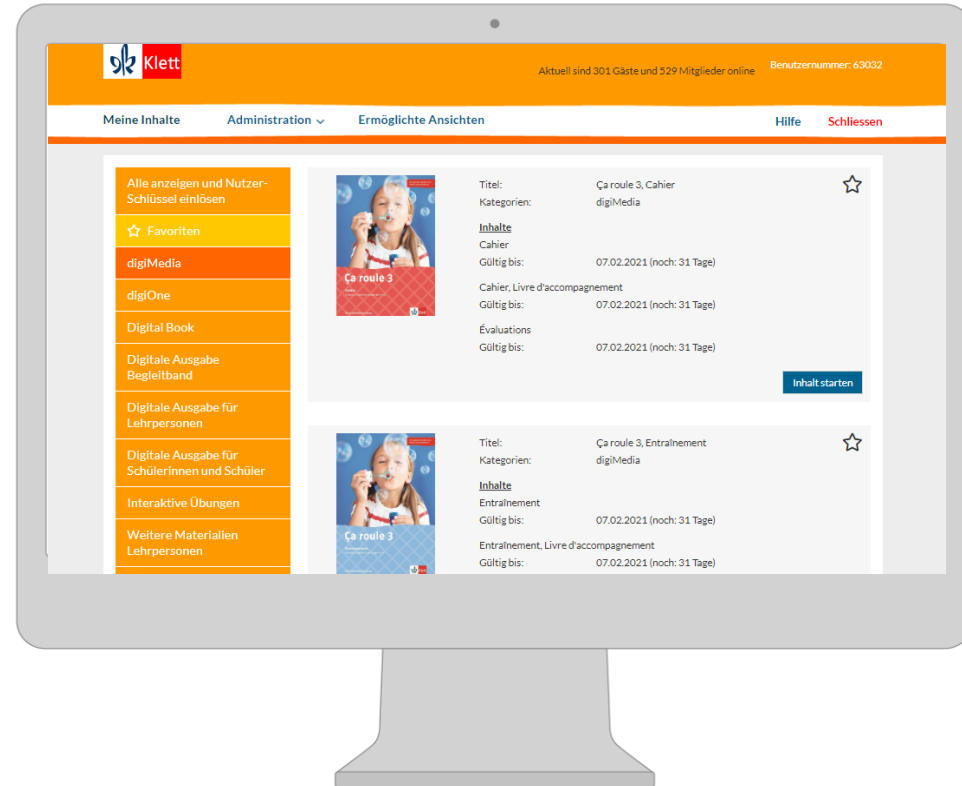 Klett
Aktuell sind 301 Gäste und 529 Mitglieder online
Benutzernummer: 63032
Meine Inhalte
Administration
Ermöglichte Ansichten
Hilfe
Schliessen
Alle anzeigen und Nutzer-
Schlüssel einlösen
Favoriten
digiMedia
digiOne
Digital Book
Digitale Ausgabe
Begleitband
Digitale Ausgabe für
Lehrpersonen
Digitale Ausgabe für
Schülerinnen und Schüler
Interaktive Übungen
Weitere Materialien
Lehrpersonen
Ça roule 3
Titel: Ça roule 3, Cahier
Kategorien: digiMedia
Inhalte
Cahier
Gültig bis: 07.02.2021 (noch: 31 Tage)
Cahier, Livre d'accompagnement
Gültig bis: 07.02.2021 (noch: 31 Tage)
Évaluations
Gültig bis: 07.02.2021 (noch: 31 Tage)
Inhalt starten
Ça roule 3
Titel: Ça roule 3, Entraînement
Kategorien: digiMedia
Inhalte
Entraînement
Gültig bis: 07.02.2021 (noch: 31 Tage)
Entraînement, Livre d'accompagnement
Gültig bis: 07.02.2021 (noch: 31 Tage)